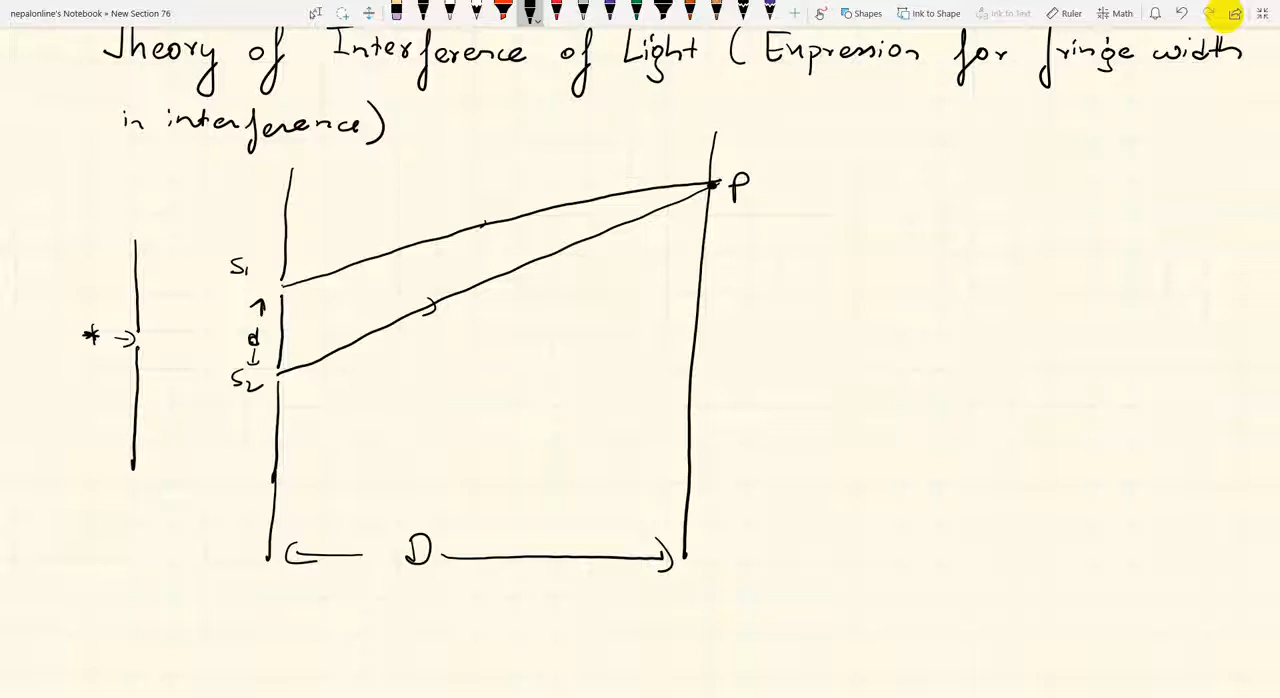 nepalonline's Notebook » New Section 76
Shapes Ink to Shape Ink to Text Ruler Math
Theory of Interference of Light (Expression for fringe width
in interference)
P
S1
d
S2
D